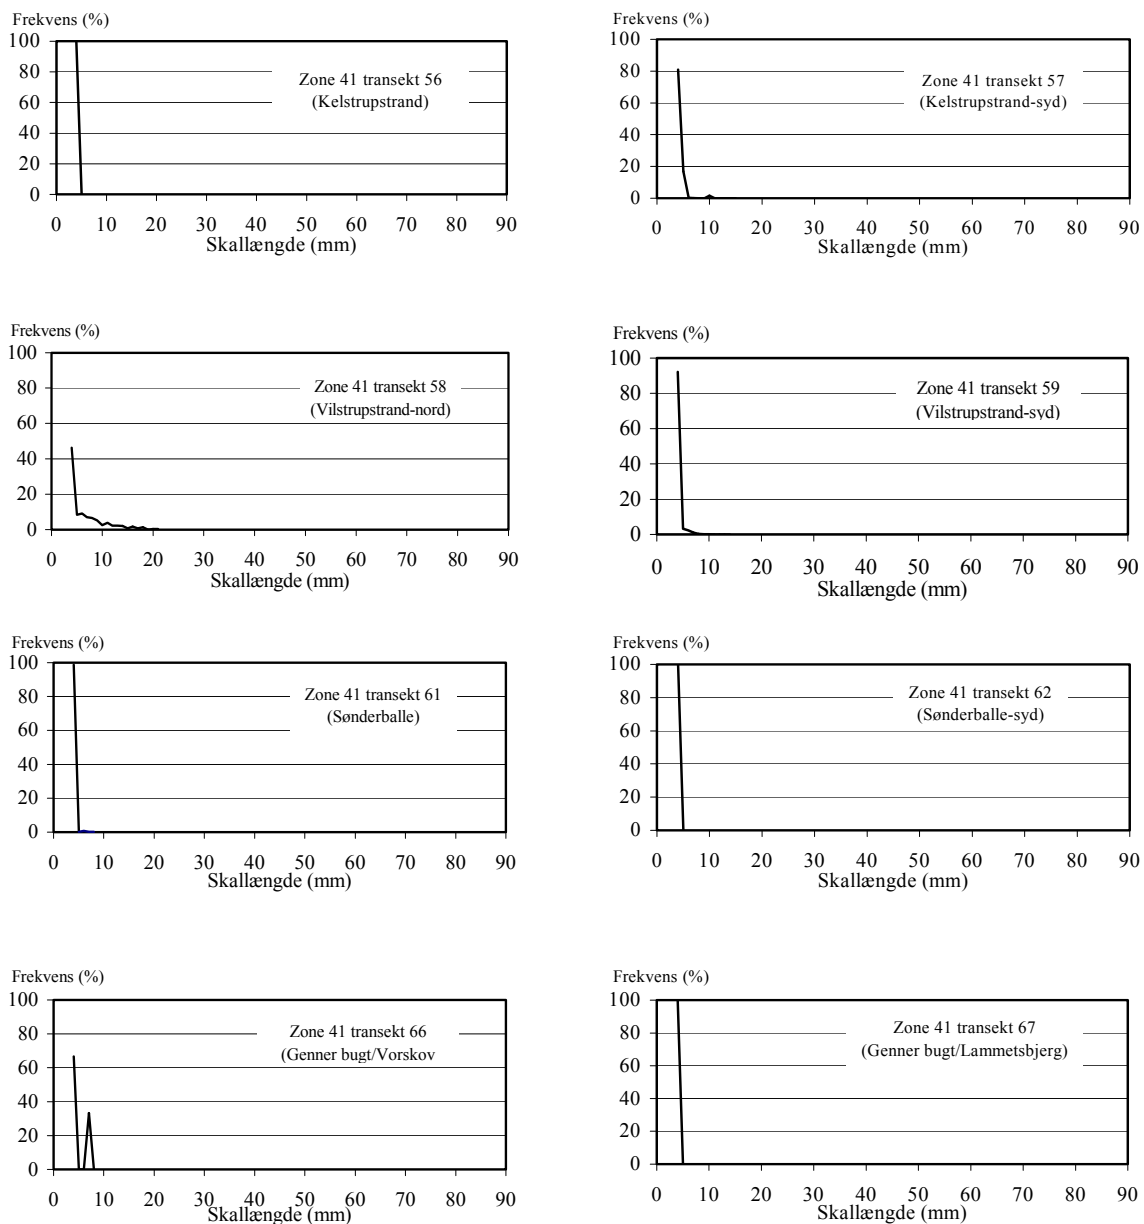 Frekvens (%)
100
80
60
40
20
0
Zone 41 transekt 56
(Kelstrupstrand)
0 10 20 30 40 50 60 70 80 90
Skallængde (mm)
Frekvens (%)
100
80
60
40
20
0
Zone 41 transekt 57
(Kelstrupstrand-syd)
0 10 20 30 40 50 60 70 80 90
Skallængde (mm)
Frekvens (%)
100
80
60
40
20
0
Zone 41 transekt 58
(Vilstrupstrand-nord)
0 10 20 30 40 50 60 70 80 90
Skallængde (mm)
Frekvens (%)
100
80
60
40
20
0
Zone 41 transekt 59
(Vilstrupstrand-syd)
0 10 20 30 40 50 60 70 80 90
Skallængde (mm)
Frekvens (%)
100
80
60
40
20
0
Zone 41 transekt 61
(Sønderballe)
0 10 20 30 40 50 60 70 80 90
Skallængde (mm)
Frekvens (%)
100
80
60
40
20
0
Zone 41 transekt 62
(Sønderballe-syd)
0 10 20 30 40 50 60 70 80 90
Skallængde (mm)
Frekvens (%)
100
80
60
40
20
0
Zone 41 transekt 66
(Genner bugt/Vorskov
0 10 20 30 40 50 60 70 80 90
Skallængde (mm)
Frekvens (%)
100
80
60
40
20
0
Zone 41 transekt 67
(Genner bugt/Lammetsbjerg)
0 10 20 30 40 50 60 70 80 90
Skallængde (mm)